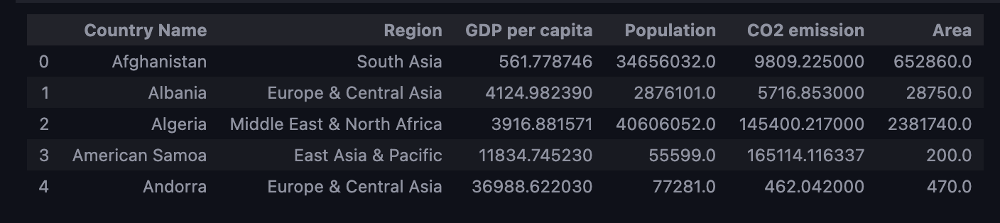 Country Name Region GDP per capita Population CO2 emission Area
0 Afghanistan South Asia 561.778746 34656032.0 9809.225000 652860.0
1 Albania Europe & Central Asia 4124.982390 2876101.0 5716.853000 28750.0
2 Algeria Middle East & North Africa 3916.881571 40606052.0 145400.217000 2381740.0
3 American Samoa East Asia & Pacific 11834.745230 55599.0 165114.116337 200.0
4 Andorra Europe & Central Asia 36988.622030 77281.0 462.042000 470.0